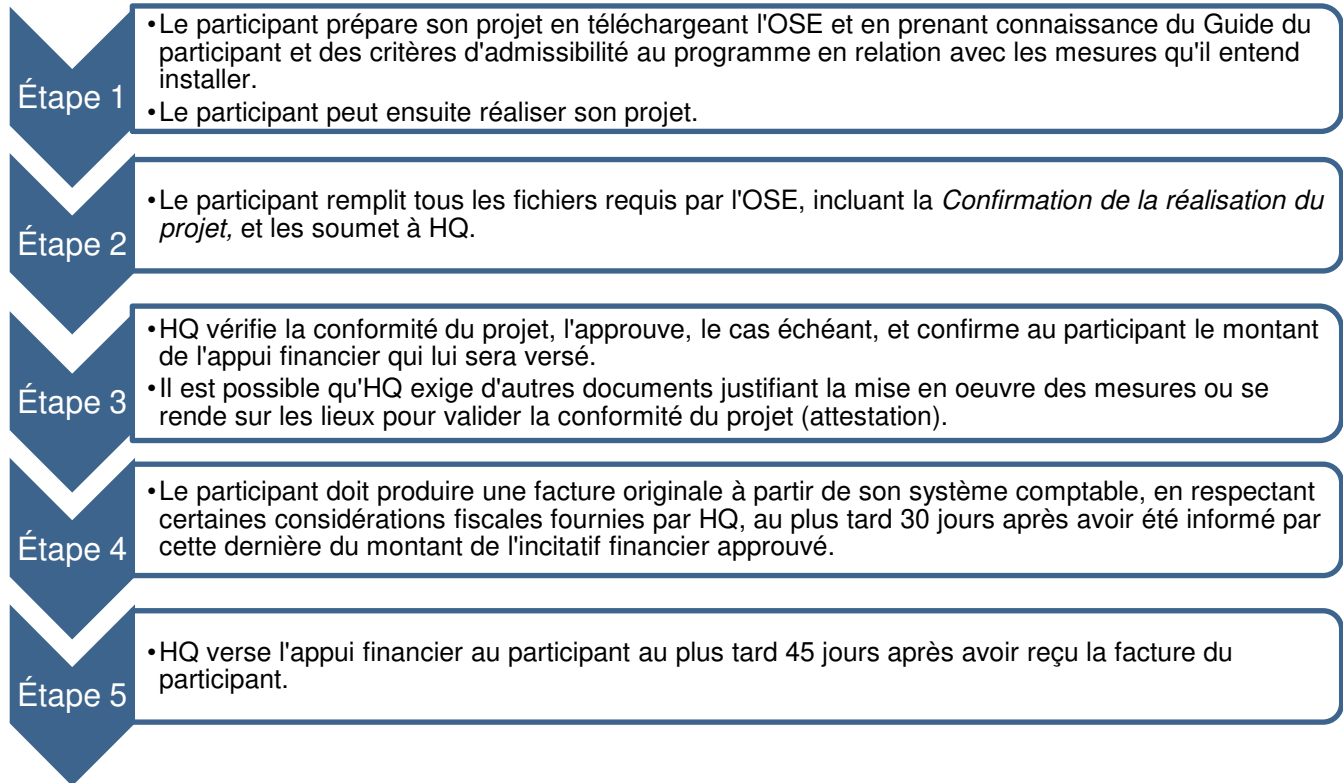 Étape 1
•Le participant prépare son projet en téléchargeant l'OSE et en prenant connaissance du Guide du
participant et des critères d'admissibilité au programme en relation avec les mesures qu'il entend
installer.
•Le participant peut ensuite réaliser son projet.
Étape 2
•Le participant remplit tous les fichiers requis par l'OSE, incluant la Confirmation de la réalisation du
projet, et les soumet à HQ.
Étape 3
•HQ vérifie la conformité du projet, l'approuve, le cas échéant, et confirme au participant le montant
de l'appui financier qui lui sera versé.
•Il est possible qu'HQ exige d'autres documents justifiant la mise en oeuvre des mesures ou se
rende sur les lieux pour valider la conformité du projet (attestation).
Étape 4
•Le participant doit produire une facture originale à partir de son système comptable, en respectant
certaines considérations fiscales fournies par HQ, au plus tard 30 jours après avoir été informé par
cette dernière du montant de l'incitatif financier approuvé.
Étape 5
•HQ verse l'appui financier au participant au plus tard 45 jours après avoir reçu la facture du
participant.